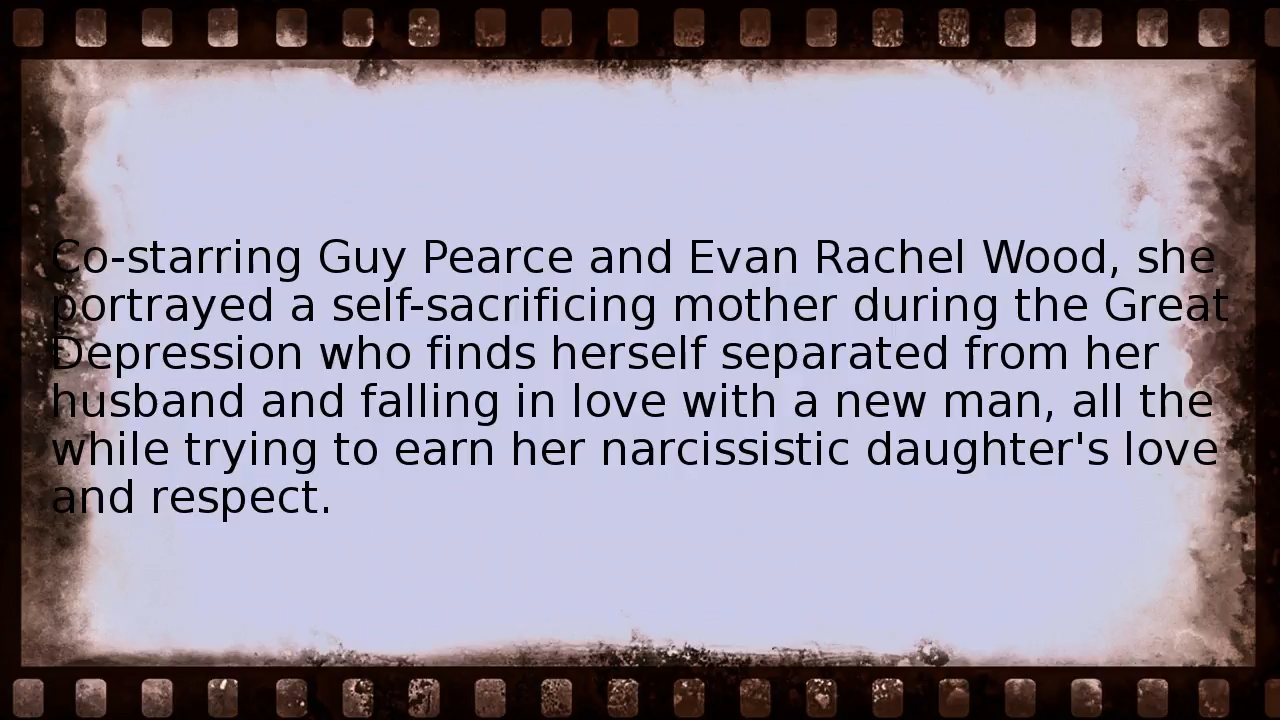 Co-starring Guy Pearce and Evan Rachel Wood, she
portrayed a self-sacrificing mother during the Great
Depression who finds herself separated from her
husband and falling in love with a new man, all the
while trying to earn her narcissistic daughter's love
and respect.